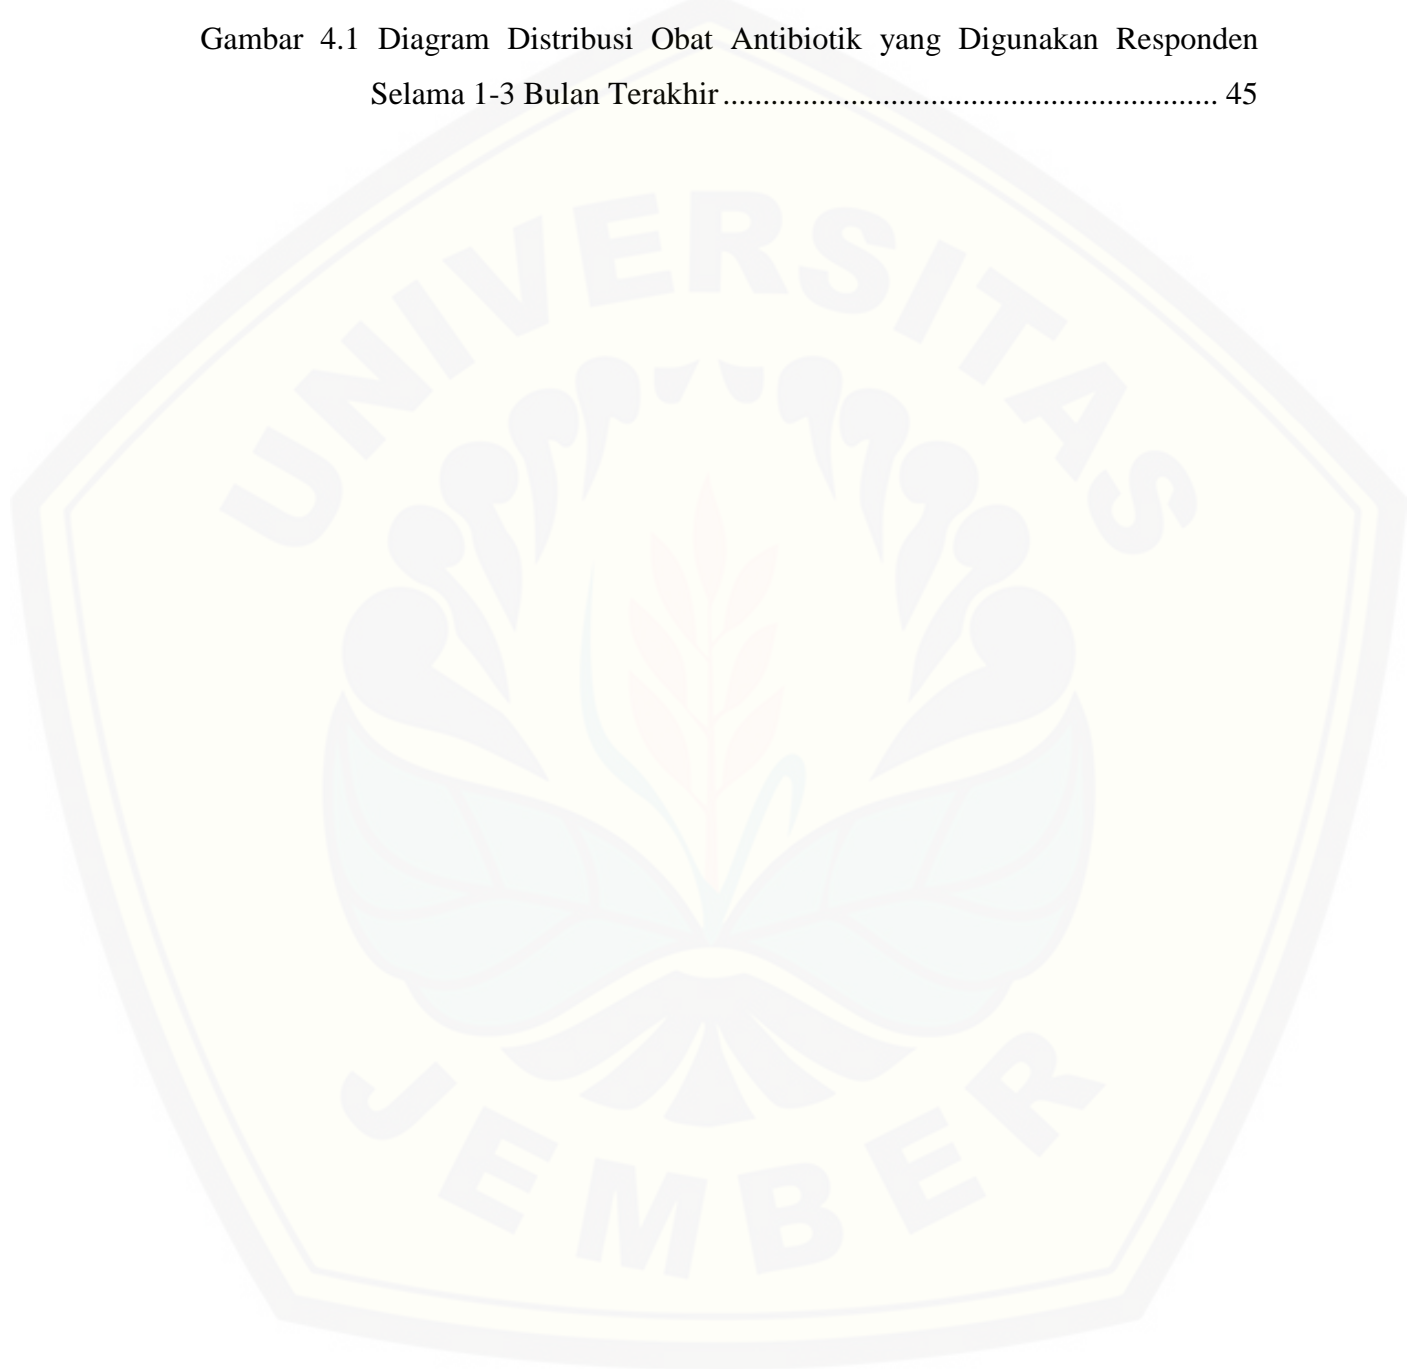 Gambar 4.1 Diagram Distribusi Obat Antibiotik yang Digunakan Responden
Selama 1-3 Bulan Terakhir .............................................................. 45
UNIVERSITAS
JEMBER